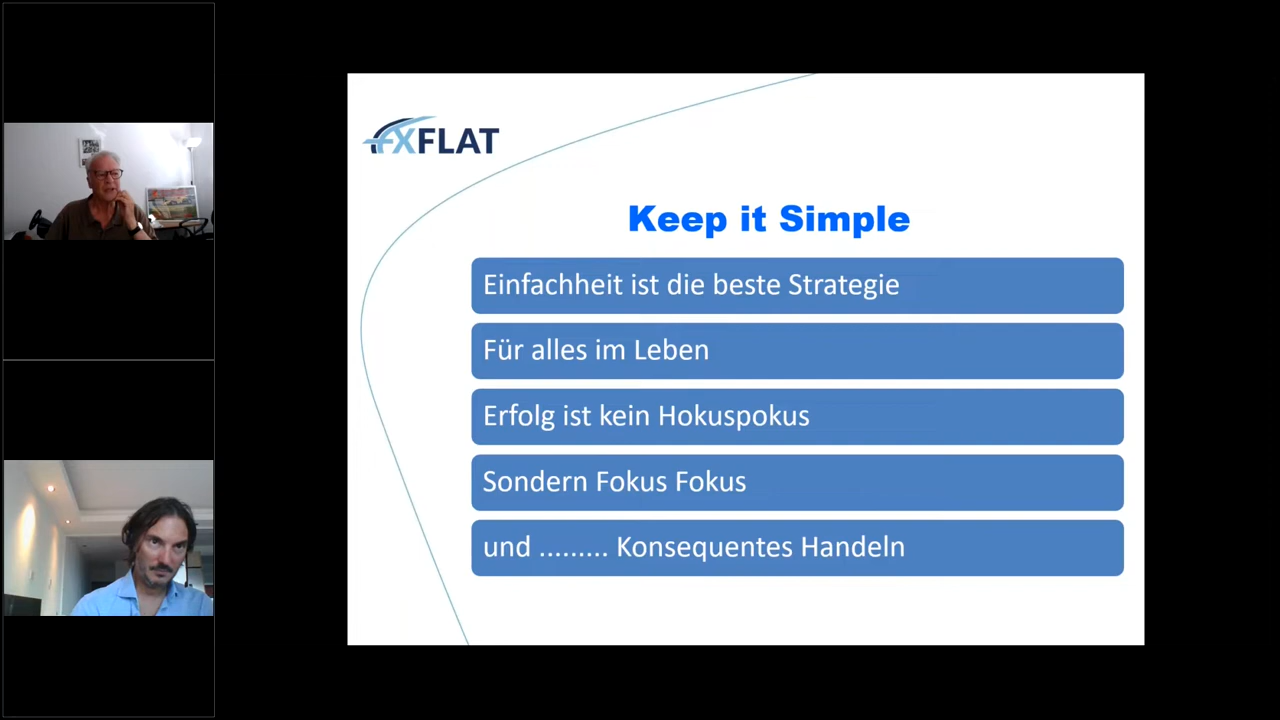 FXFLAT
Keep it Simple
Einfachheit ist die beste Strategie
Für alles im Leben
Erfolg ist kein Hokuspokus
Sondern Fokus Fokus
und ......... Konsequentes Handeln